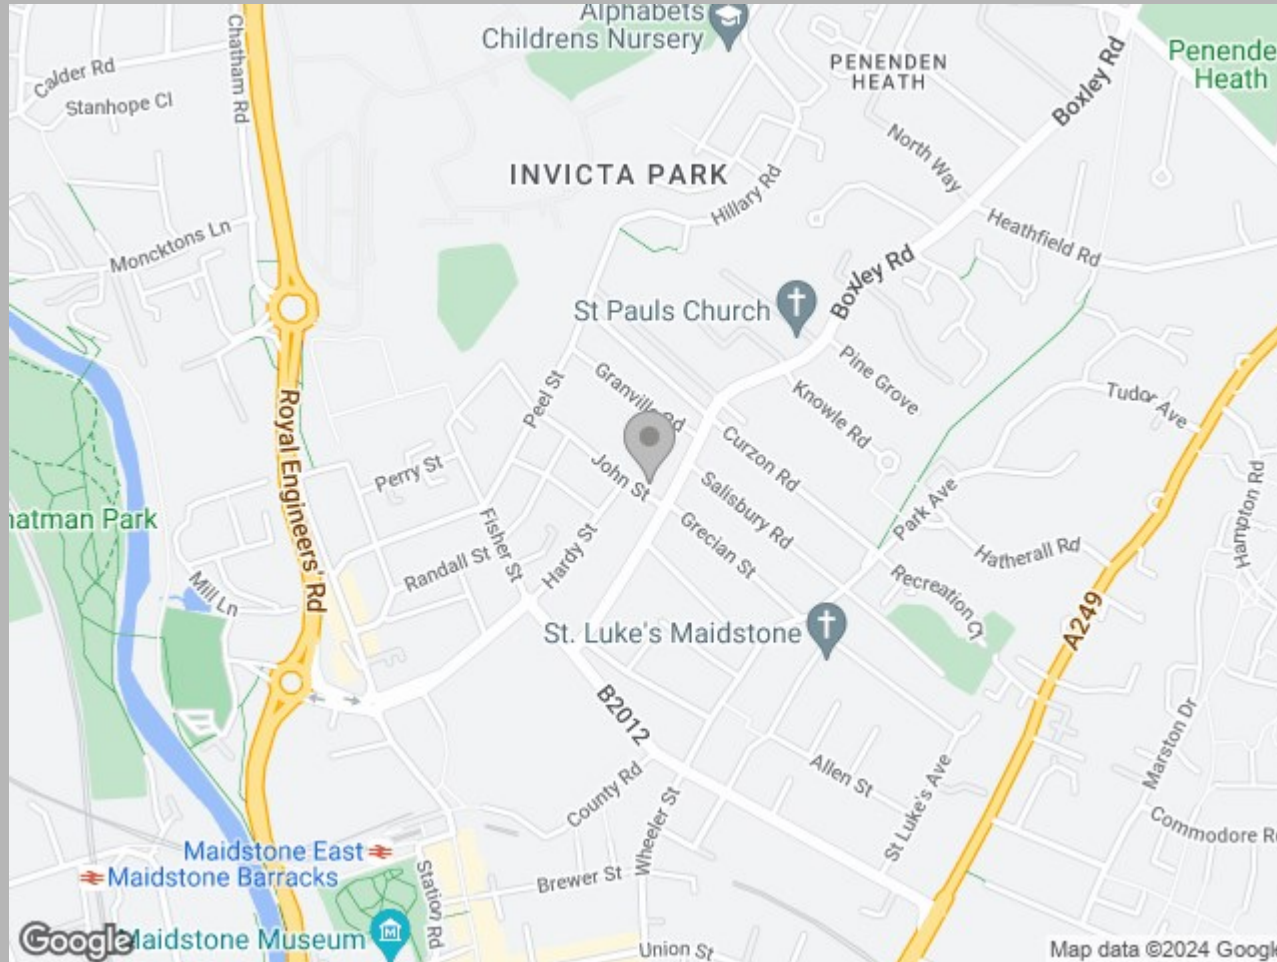 Alphabets
Childrens Nursery
PENENDEN
HEATH
Boxley Rd
Penende
Heath
Chatham Rd
Calder Rd
Stanhope Cl
North Way
INVICTA PARK
Hillary Rd
Heathfield Rd
Moncktons Ln
Boxley Rd
St Pauls Church
Pine Grove
Knowle Rd
Tudor Ave
Peel St
Granville Rd
Curzon Rd
Royal Engineers' Rd
Perry St
John St
Salisbury Rd
Park Ave
Hampton Rd
hatman Park
Fisher St
Hardy St
Grecian St
Hatherall Rd
Randall St
Recreation Cl
Mill Ln
A249
St. Luke's Maidstone
B2012
Marston Dr
Allen St
St Luke's Ave
County Rd
Wheeler St
Commodore Rd
Maidstone East
Maidstone Barracks
Station Rd
Brewer St
Google
Maidstone Museum
Union St
Map data ©2024 Google